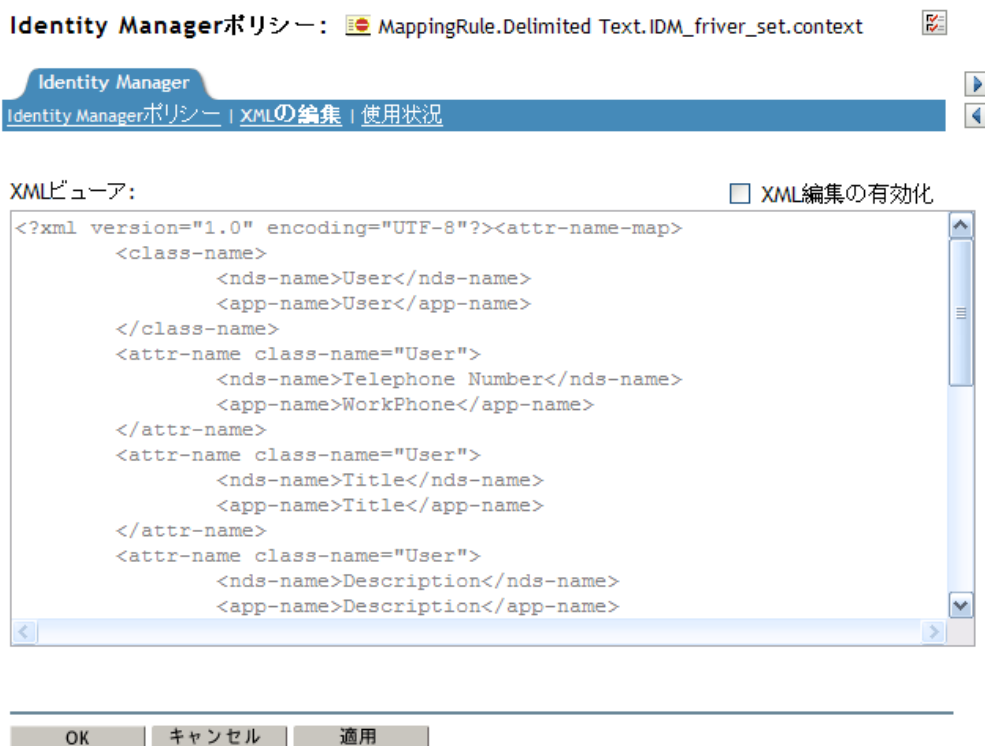 Identity Managerポリシー: MappingRule.Delimited Text.IDM_friver_set.context
Identity Manager
Identity Managerポリシー | XMLの編集 | 使用状況
XMLビューア: XML編集の有効化
<?xml version="1.0" encoding="UTF-8"?><attr-name-map>
<class-name>
<nds-name>User</nds-name>
<app-name>User</app-name>
</class-name>
<attr-name class-name="User">
<nds-name>Telephone Number</nds-name>
<app-name>WorkPhone</app-name>
</attr-name>
<attr-name class-name="User">
<nds-name>Title</nds-name>
<app-name>Title</app-name>
</attr-name>
<attr-name class-name="User">
<nds-name>Description</nds-name>
<app-name>Description</app-name>
OK キャンセル 適用